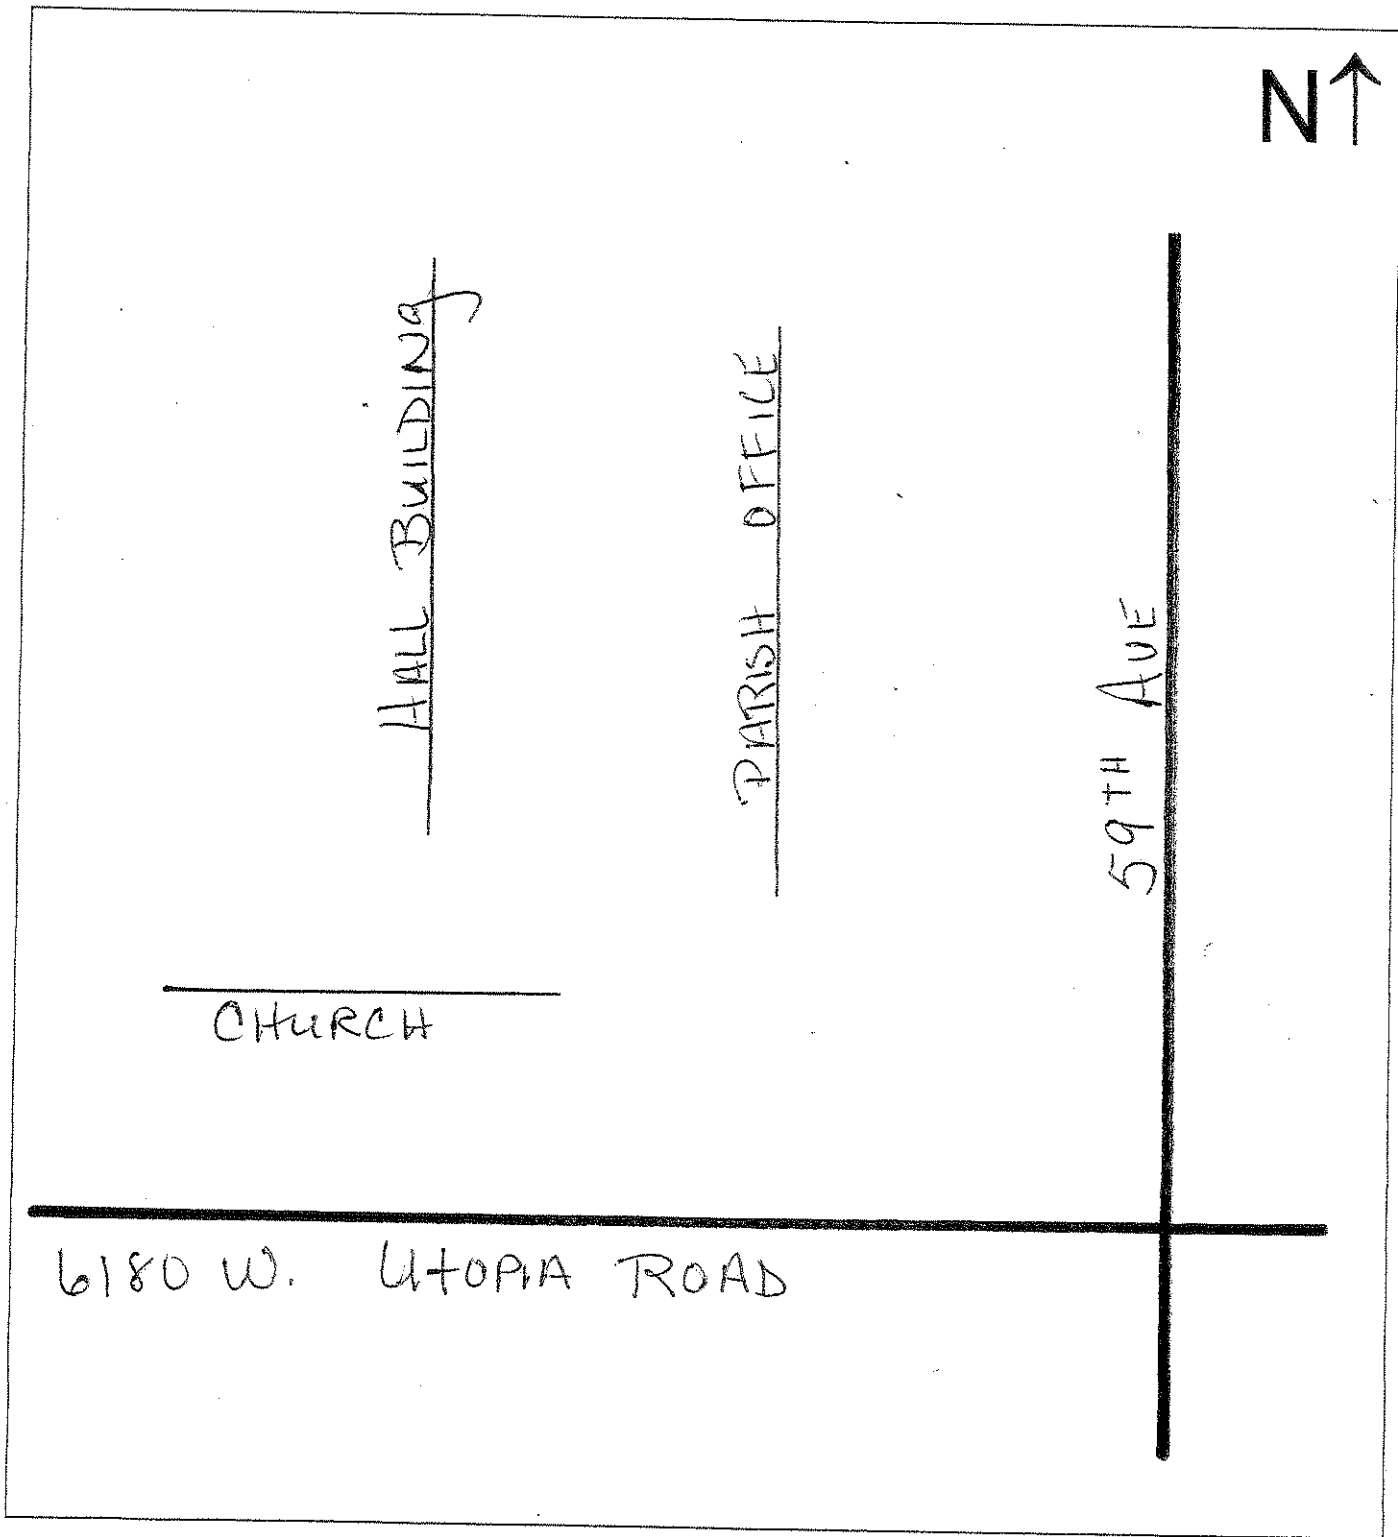 N
HALL BUILDINg
PARISH OFFICE
59TH AVE
CHURCH
6180 W. UtOPIA ROAD